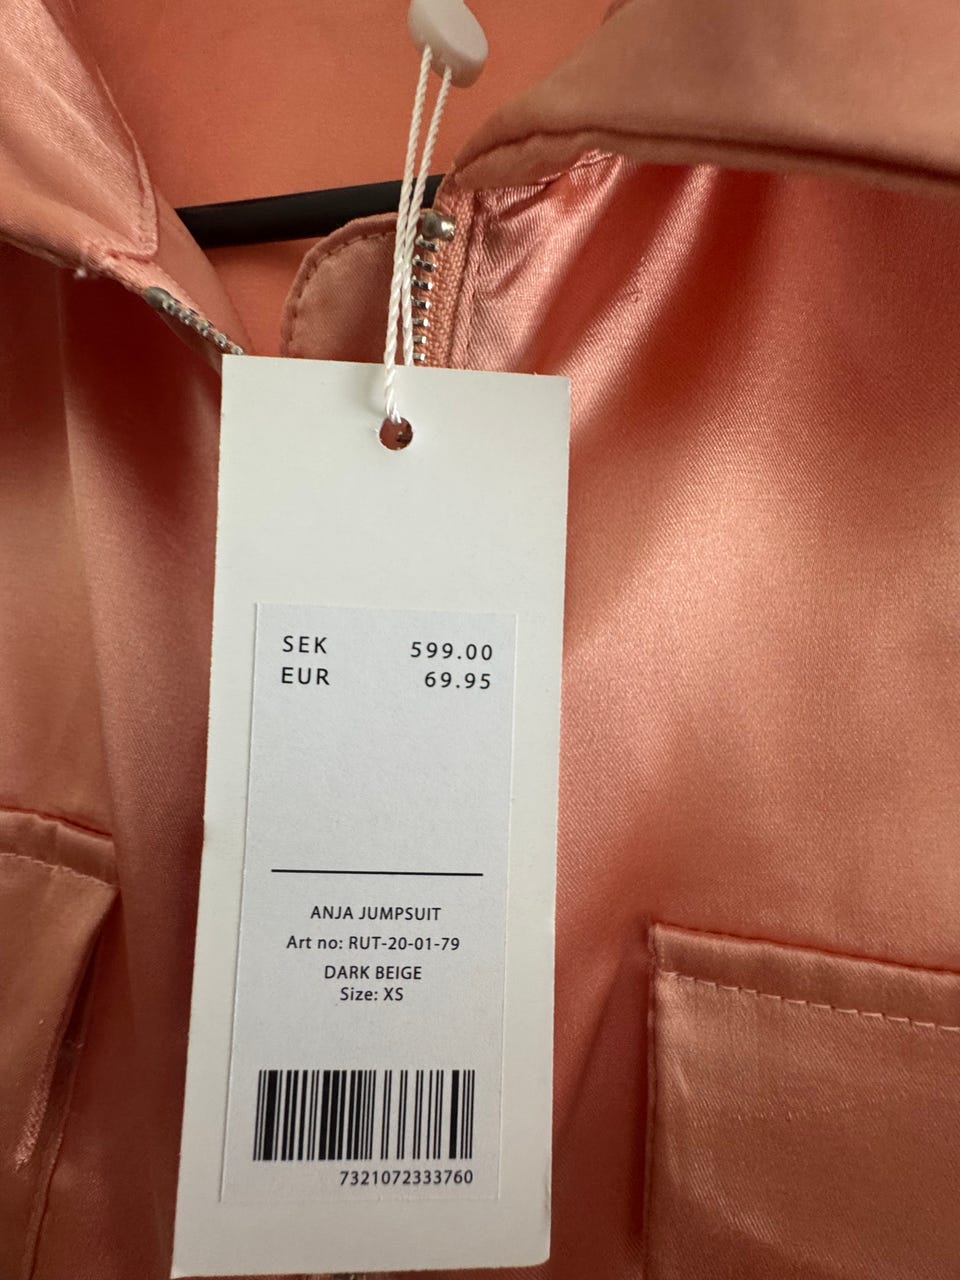 SEK 599.00
EUR 69.95
ANJA JUMPSUIT
Art no: RUT-20-01-79
DARK BEIGE
Size: XS
7321072333760